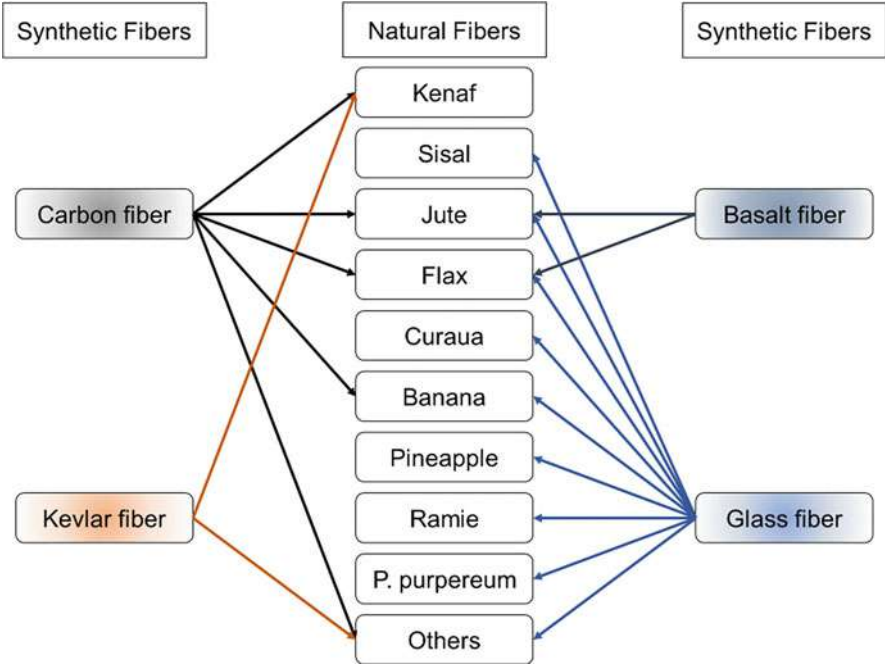 Synthetic Fibers
Natural Fibers
Synthetic Fibers
Kenaf
Sisal
Carbon fiber
Jute
Basalt fiber
Flax
Curaua
Banana
Pineapple
Kevlar fiber
Ramie
Glass fiber
P. purpereum
Others